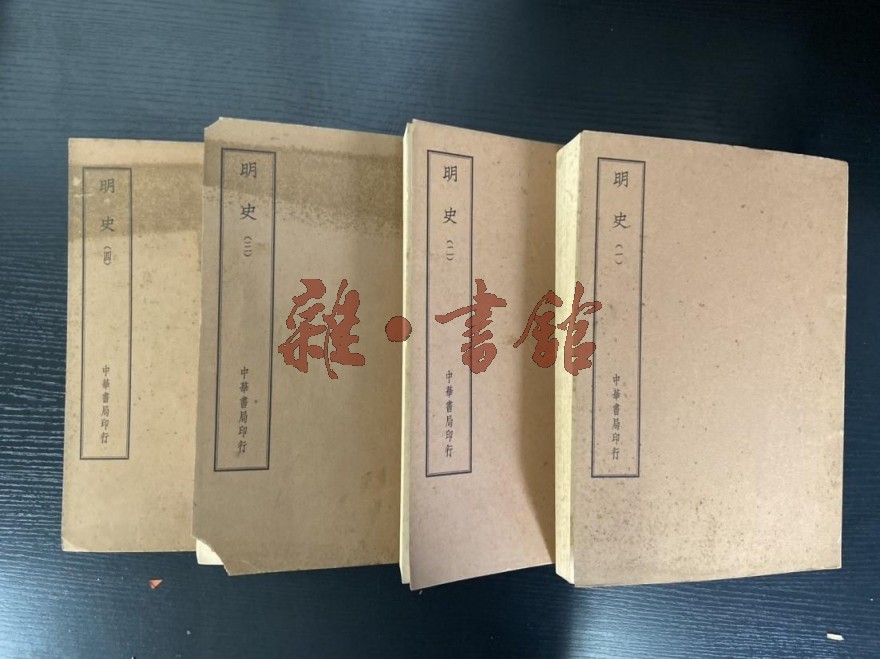 明史(一)
中華書局印行
明史(二)
中華書局印行
明史(三)
中華書局印行
明史(四)
中華書局印行
雜·書館